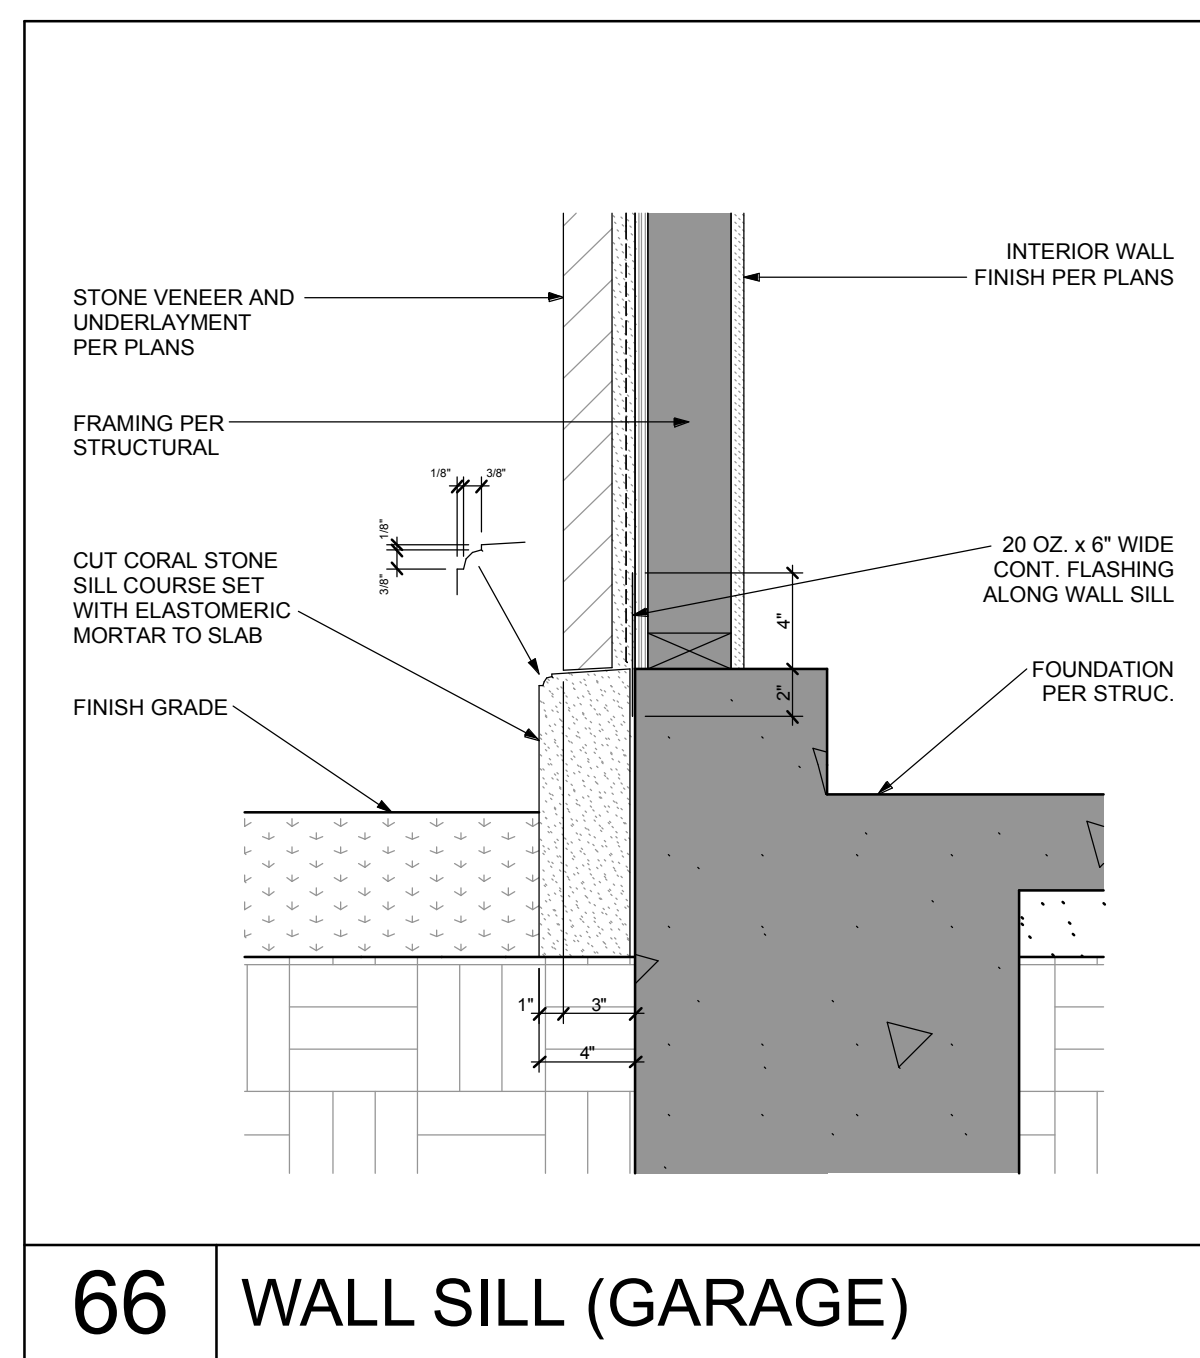 INTERIOR WALL
FINISH PER PLANS
STONE VENEER AND
UNDERLAYMENT
PER PLANS
FRAMING PER
STRUCTURAL
1/8"
3/8"
1/8"
3/8"
CUT CORAL STONE
SILL COURSE SET
WITH ELASTOMERIC
MORTAR TO SLAB
20 OZ. x 6" WIDE
CONT. FLASHING
ALONG WALL SILL
4"
2"
FOUNDATION
PER STRUC.
FINISH GRADE
1"
3"
4"
66
WALL SILL (GARAGE)